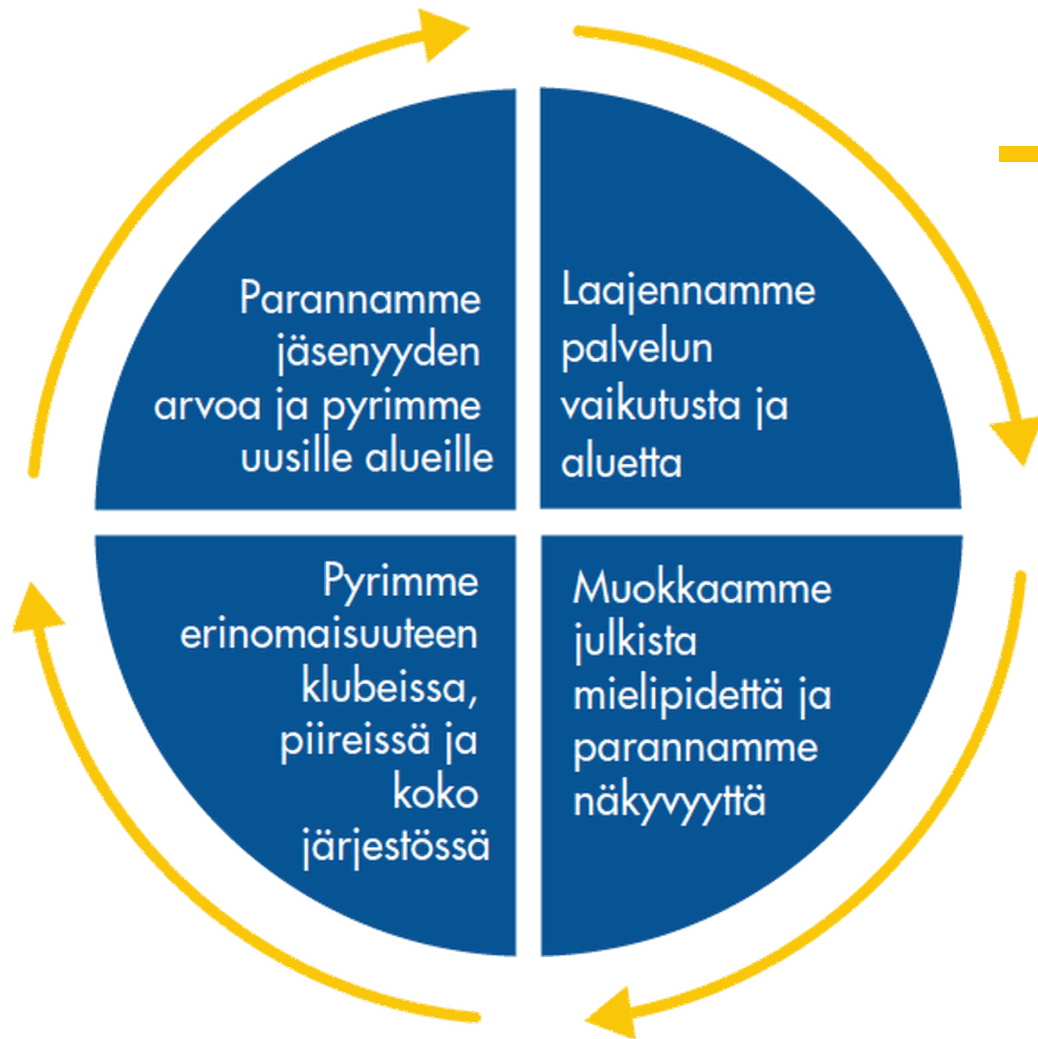 Parannamme
jäsenyyden
arvoa ja pyrimme
uusille alueille
Laajennamme
palvelun
vaikutusta ja
aluetta
Pyrimme
erinomaisuuteen
klubeissa,
piireissä ja
koko
järjestössä
Muokkaamme
julkista
mielipidettä ja
parannamme
näkyvyyttä